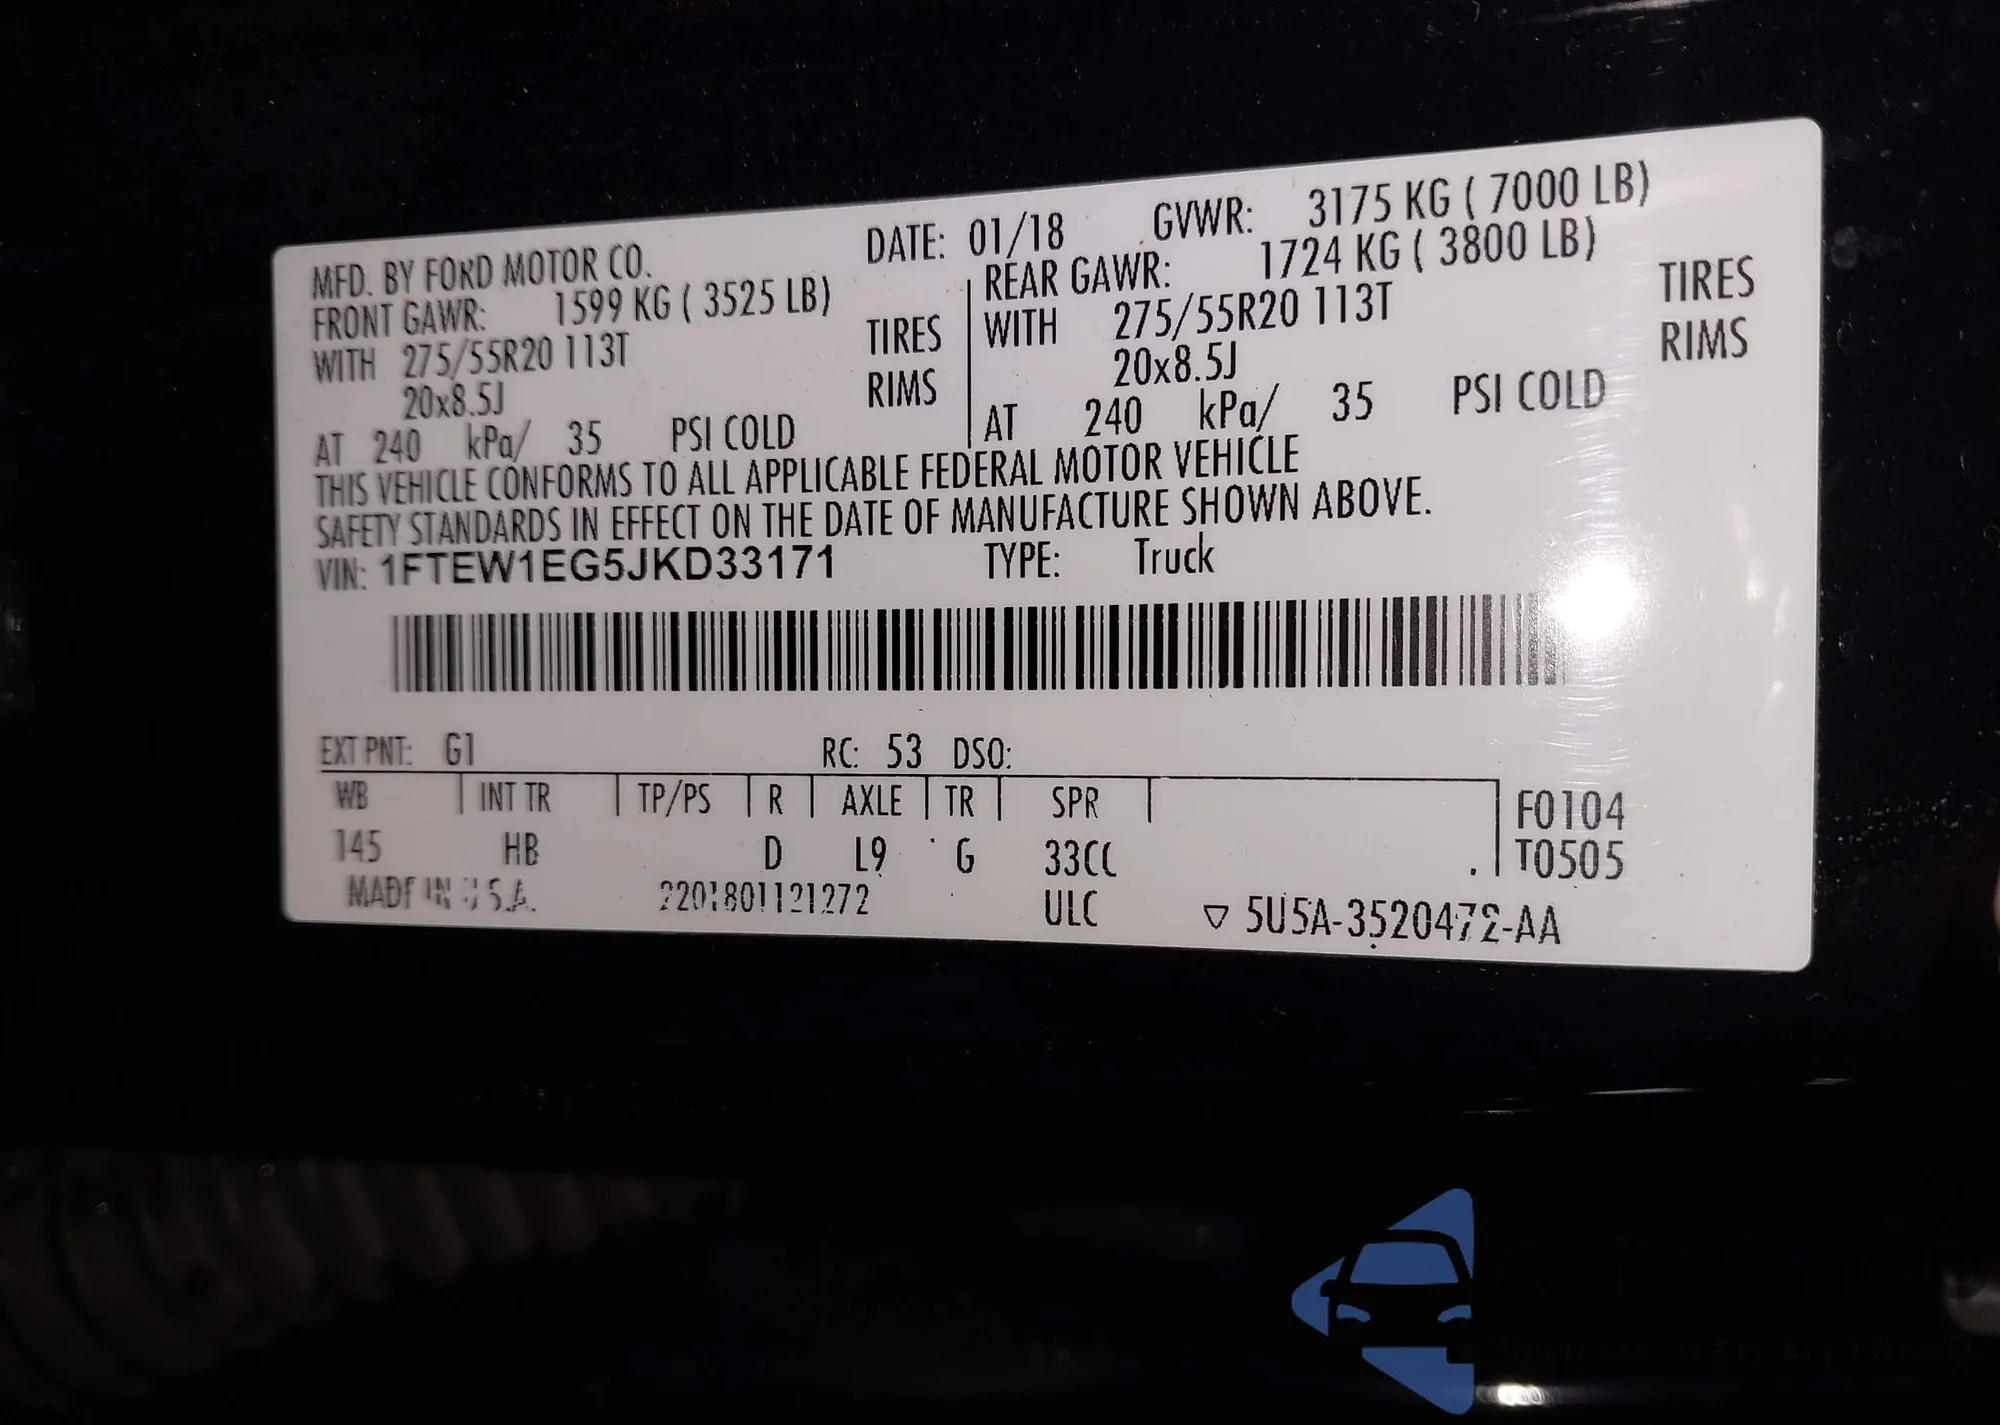 MFD. BY FORD MOTOR CO. DATE: 01/18 GVWR: 3175 KG ( 7000 LB)
FRONT GAWR: 1599 KG ( 3525 LB) REAR GAWR: 1724 KG ( 3800 LB)
WITH 275/55R20 113T TIRES WITH 275/55R20 113T TIRES
20x8.5J RIMS 20x8.5J RIMS
AT 240 kPa/ 35 PSI COLD AT 240 kPa/ 35 PSI COLD
THIS VEHICLE CONFORMS TO ALL APPLICABLE FEDERAL MOTOR VEHICLE
SAFETY STANDARDS IN EFFECT ON THE DATE OF MANUFACTURE SHOWN ABOVE.
VIN: 1FTEW1EG5JKD33171 TYPE: Truck
EXT PNT: G1 RC: 53 DSO:
WB INT TR TP/PS R AXLE TR SPR F0104
145 HB D L9 G 33CC T0505
MADE IN U.S.A. 2201801121272 ULC ▽ 5U5A-3520472-AA